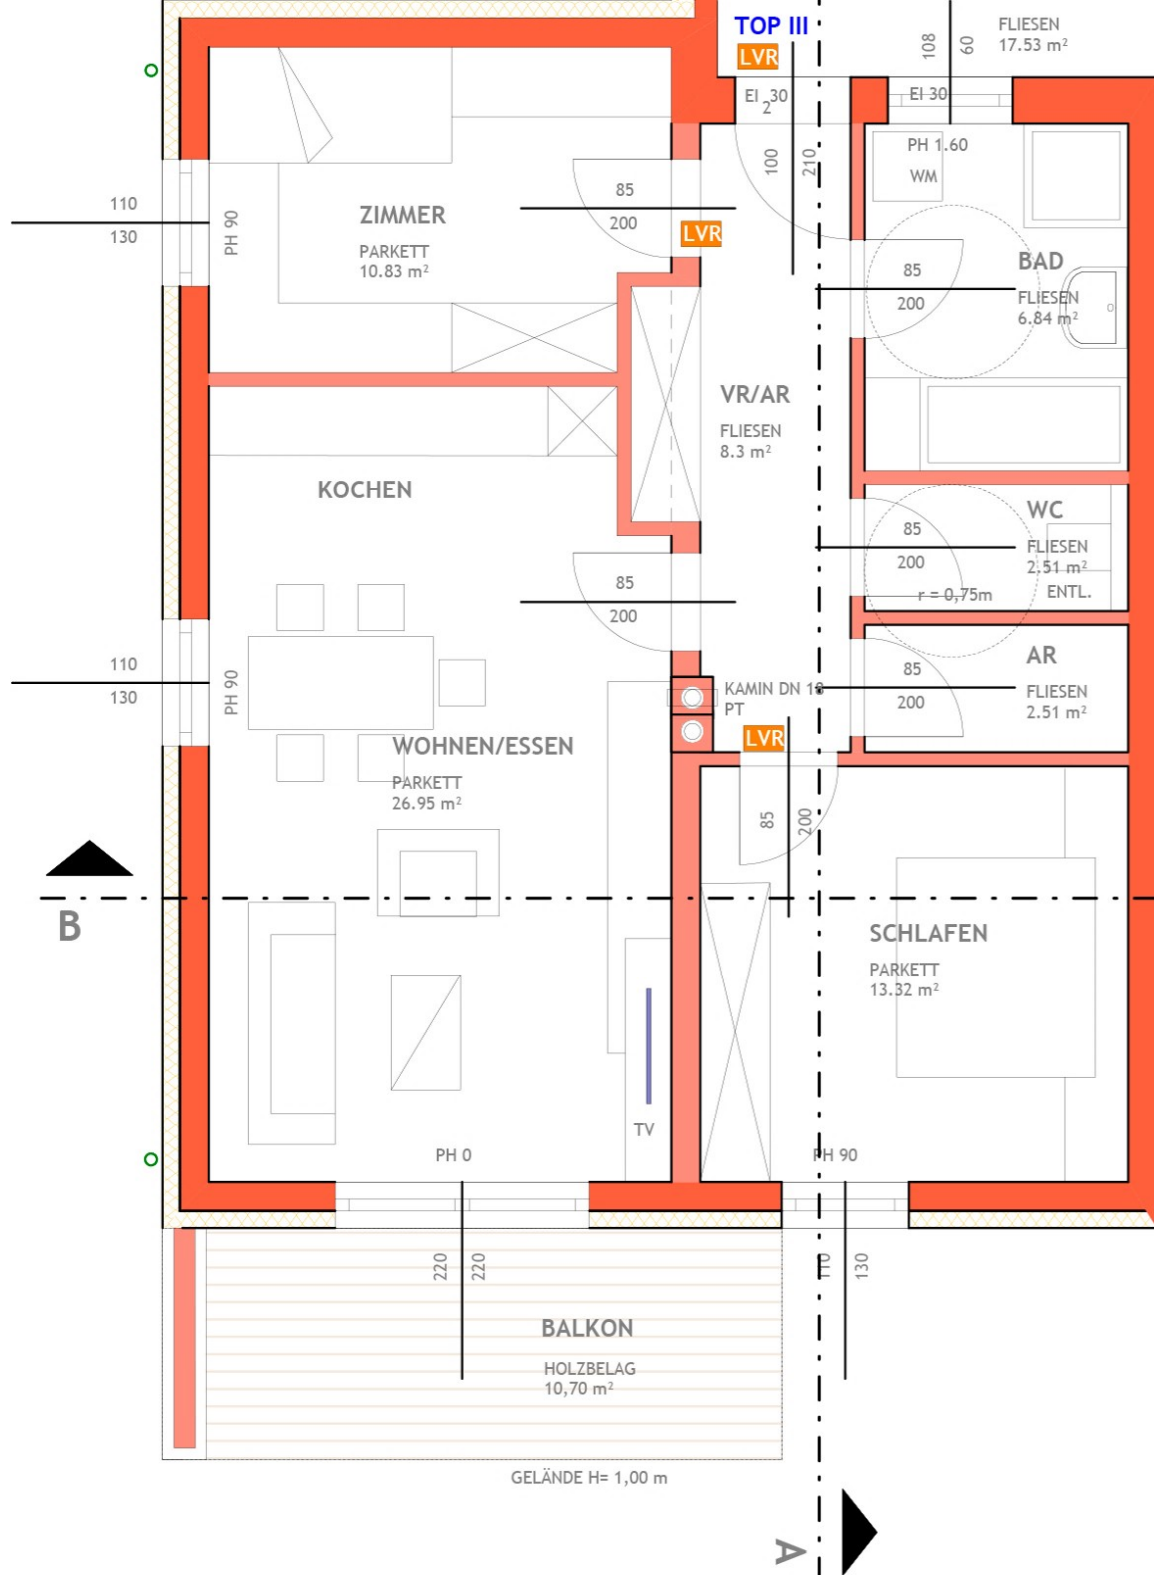 TOP III
LVR
FLIESEN
17.53 m²
108
60
EI₂ 30
EI 30
100
210
PH 1.60
WM
110
130
PH 90
ZIMMER
PARKETT
10.83 m²
85
200
LVR
BAD
FLIESEN
6.84 m²
85
200
VR/AR
FLIESEN
8.3 m²
KOCHEN
WC
FLIESEN
2.51 m²
ENTL.
85
200
r = 0,75m
85
200
110
130
PH 90
AR
FLIESEN
2.51 m²
85
200
KAMIN DN 18
PT
LVR
WOHNEN/ESSEN
PARKETT
26.95 m²
85
200
B
SCHLAFEN
PARKETT
13.32 m²
TV
PH 0
PH 90
220
220
110
130
BALKON
HOLZBELAG
10,70 m²
GELÄNDE H= 1,00 m
A